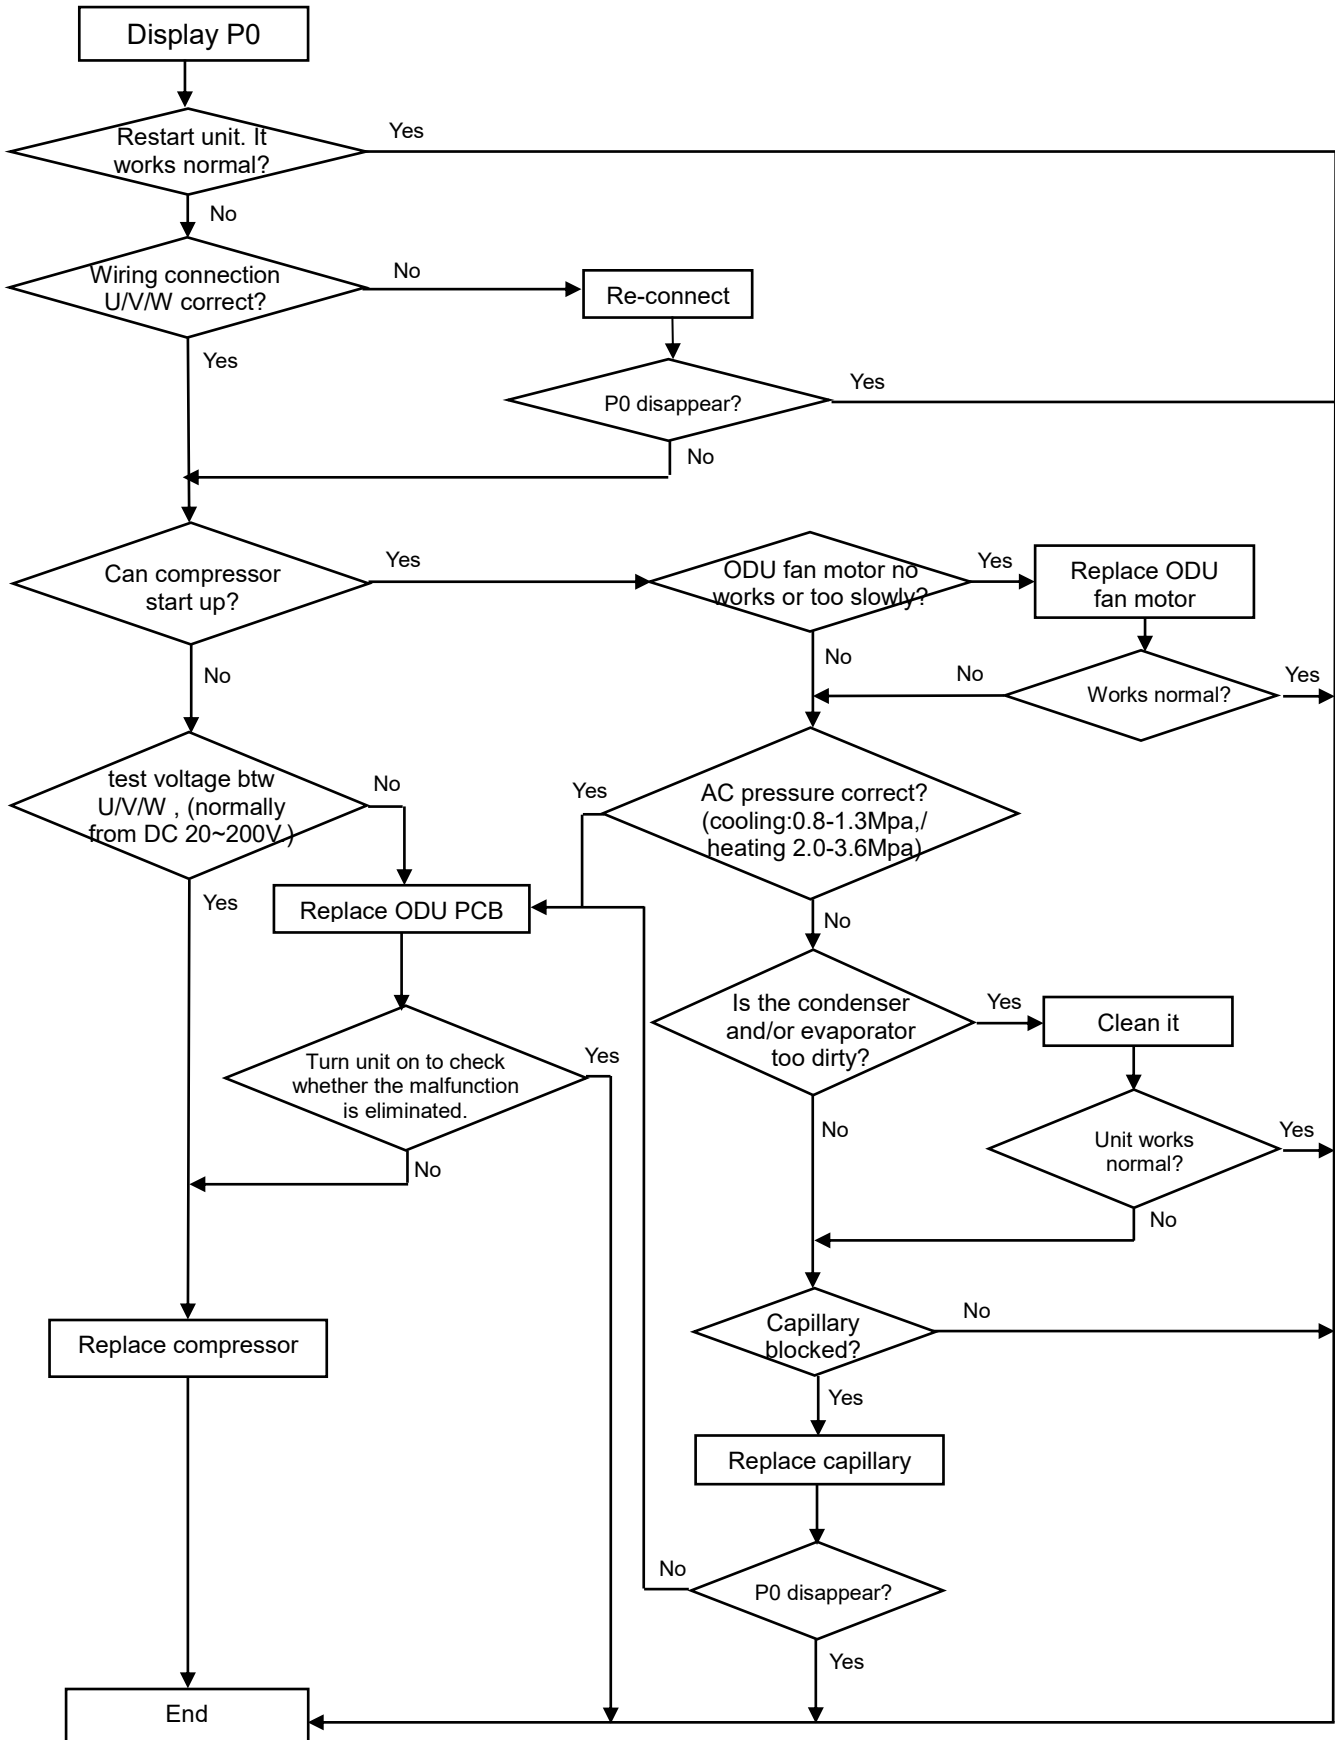 Display P0
Restart unit. It
works normal?
Yes
No
Wiring connection
U/V/W correct?
No
Re-connect
Yes
P0 disappear?
Yes
No
Can compressor
start up?
Yes
ODU fan motor no
works or too slowly?
Yes
Replace ODU
fan motor
No
No
No
Works normal?
Yes
test voltage btw
U/V/W , (normally
from DC 20~200V.)
No
Yes
AC pressure correct?
(cooling:0.8-1.3Mpa,/
heating 2.0-3.6Mpa)
Yes
Replace ODU PCB
No
Is the condenser
and/or evaporator
too dirty?
Yes
Clean it
Turn unit on to check
whether the malfunction
is eliminated.
Yes
No
No
Unit works
normal?
Yes
No
Capillary
blocked?
No
Replace compressor
Yes
Replace capillary
No
P0 disappear?
Yes
End